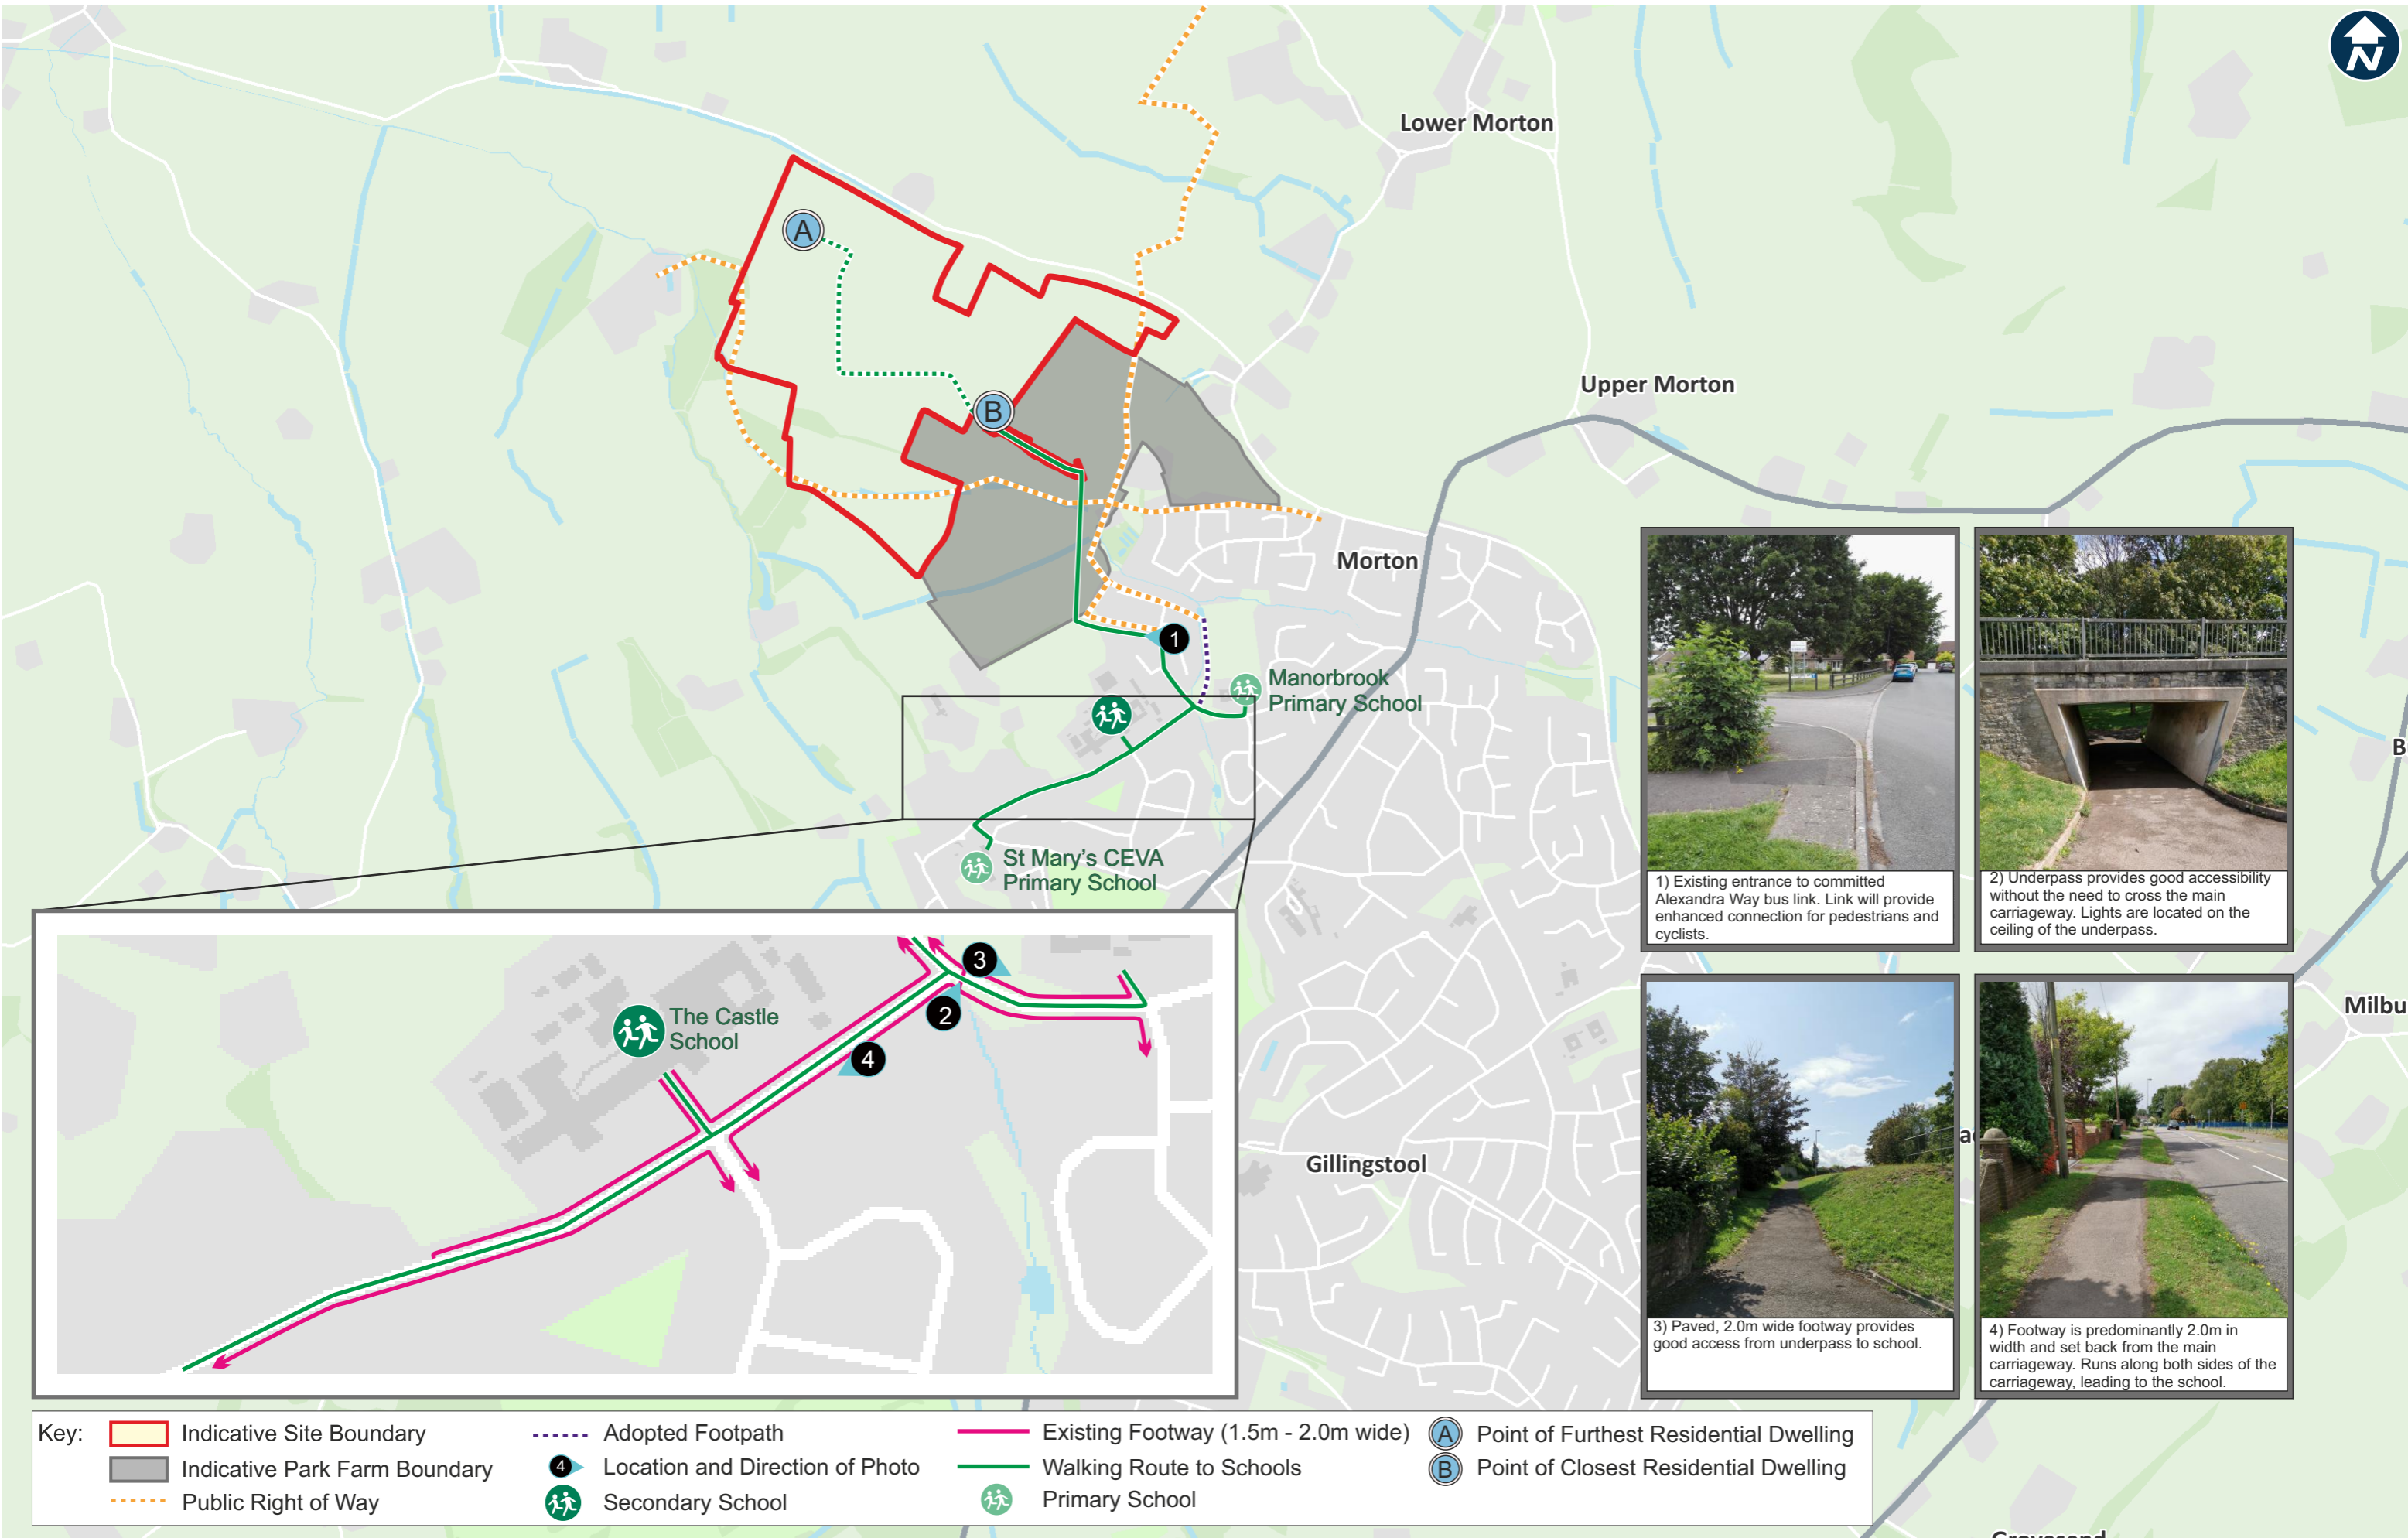 N
Lower Morton
A
Upper Morton
B
Morton
1
Manorbrook
Primary School
St Mary's CEVA
Primary School
B
Milbu
Gillingstool
3
2
4
The Castle
School
1) Existing entrance to committed
Alexandra Way bus link. Link will provide
enhanced connection for pedestrians and
cyclists.
2) Underpass provides good accessibility
without the need to cross the main
carriageway. Lights are located on the
ceiling of the underpass.
3) Paved, 2.0m wide footway provides
good access from underpass to school.
4) Footway is predominantly 2.0m in
width and set back from the main
carriageway. Runs along both sides of the
carriageway, leading to the school.
Key:
Indicative Site Boundary
Indicative Park Farm Boundary
Public Right of Way
Adopted Footpath
4 Location and Direction of Photo
Secondary School
Existing Footway (1.5m - 2.0m wide)
Walking Route to Schools
Primary School
A Point of Furthest Residential Dwelling
B Point of Closest Residential Dwelling